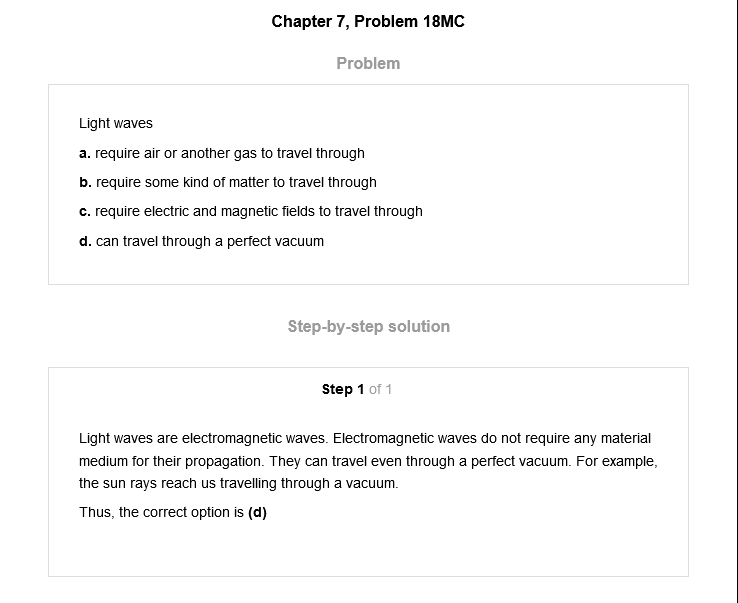 Chapter 7, Problem 18MC
Problem
Light waves
a. require air or another gas to travel through
b. require some kind of matter to travel through
c. require electric and magnetic fields to travel through
d. can travel through a perfect vacuum
Step-by-step solution
Step 1 of 1
Light waves are electromagnetic waves. Electromagnetic waves do not require any material
medium for their propagation. They can travel even through a perfect vacuum. For example,
the sun rays reach us travelling through a vacuum.
Thus, the correct option is (d)